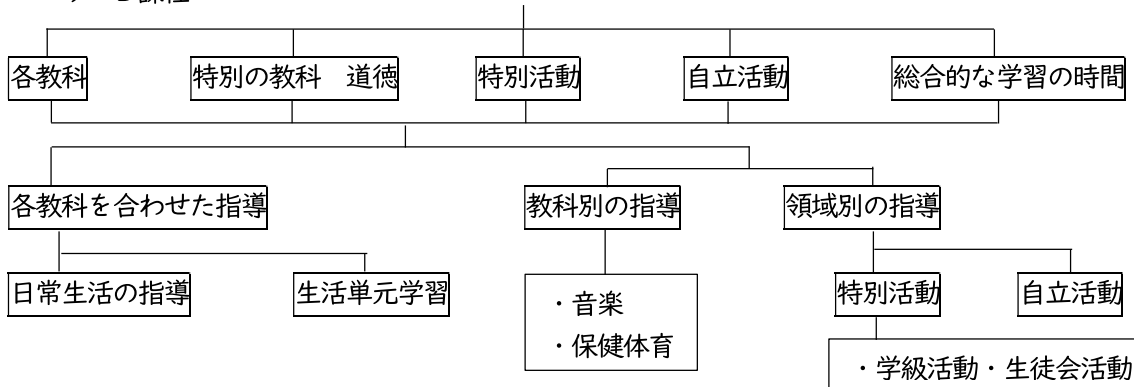 各教科
特別の教科　道徳
特別活動
自立活動
総合的な学習の時間
各教科を合わせた指導
教科別の指導
領域別の指導
日常生活の指導
生活単元学習
・音楽
・保健体育
特別活動
自立活動
・学級活動・生徒会活動